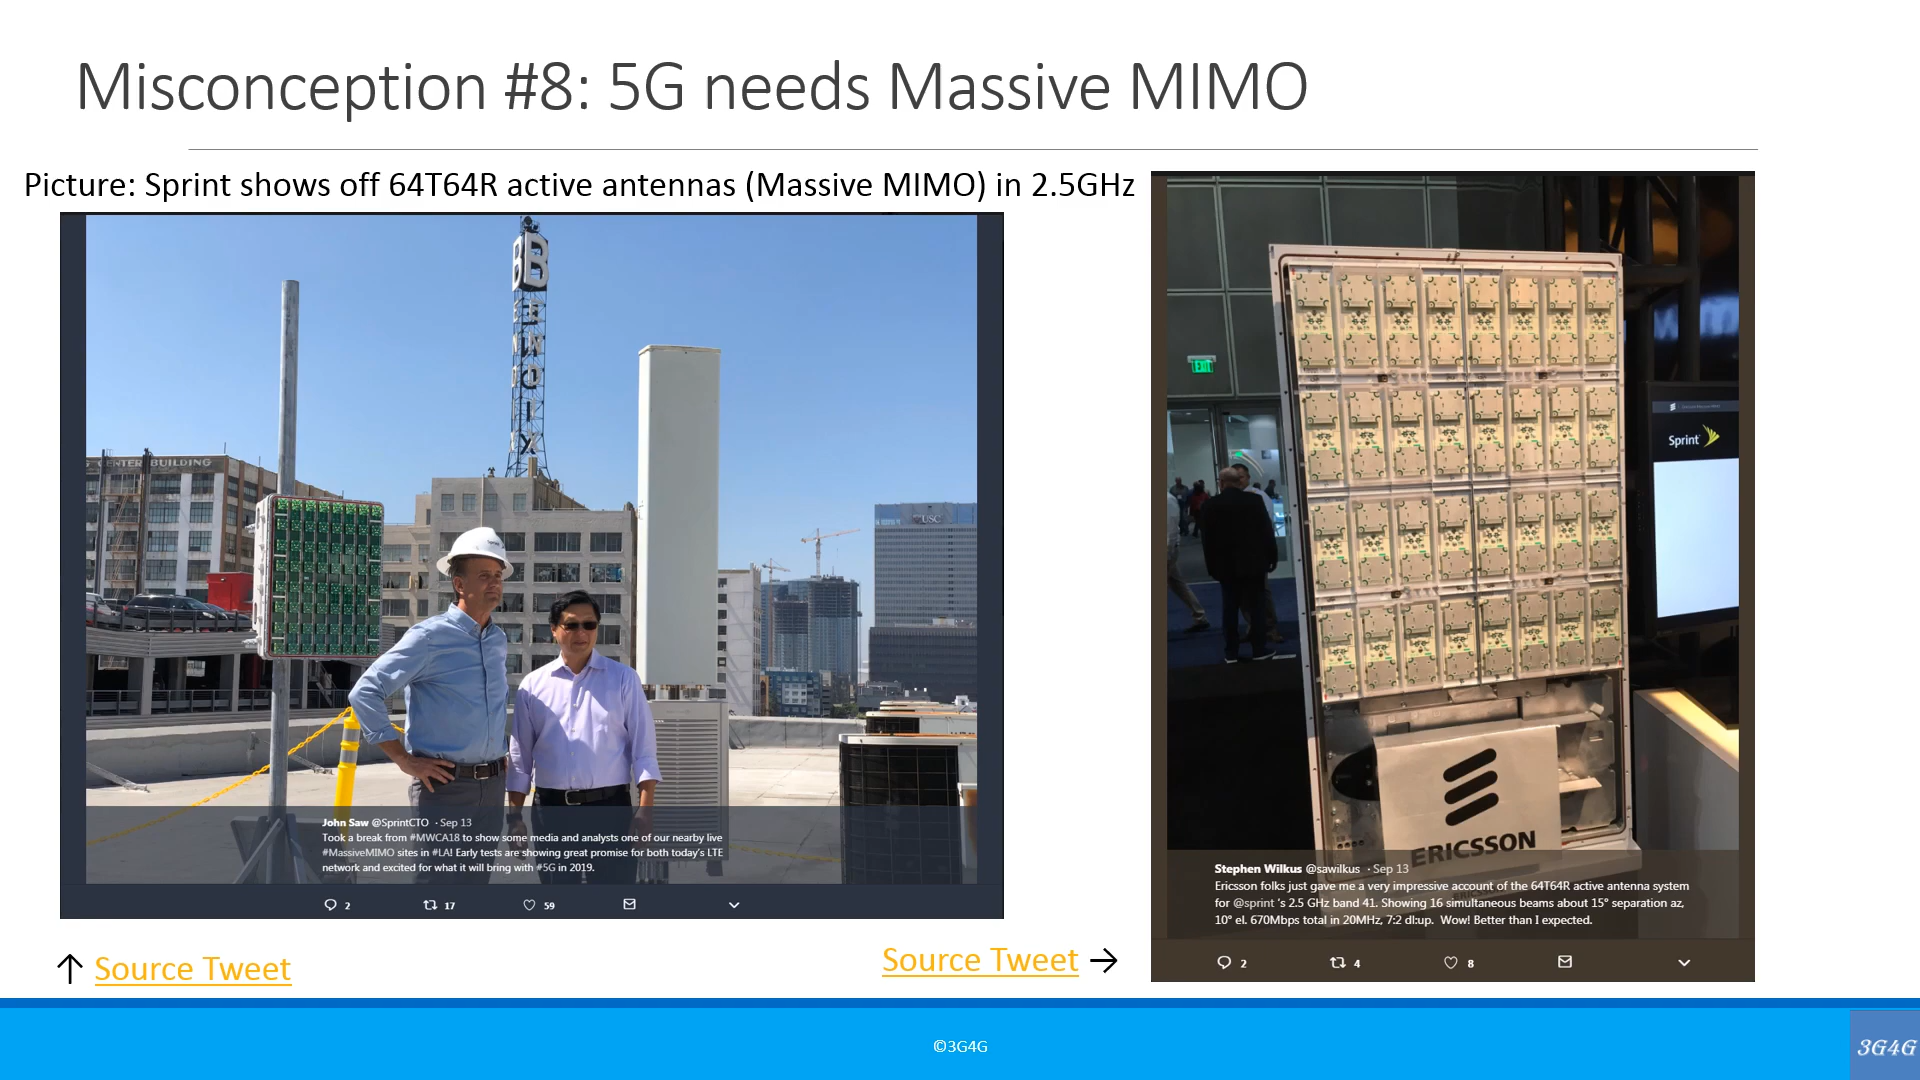 Misconception #8: 5G needs Massive MIMO
Picture: Sprint shows off 64T64R active antennas (Massive MIMO) in 2.5GHz
B
CENTER BUILDING
USC
John Saw @SprintCTO · Sep 13
Took a break from #MWCA18 to show some media and analysts one of our nearby live
#MassiveMIMO sites in #LA! Early tests are showing great promise for both today's LTE
network and excited for what it will bring with #5G in 2019.
2 17 59
↑ Source Tweet
EXIT
Sprint
ERICSSON
Stephen Wilkus @sawilkus · Sep 13
Ericsson folks just gave me a very impressive account of the 64T64R active antenna system
for @sprint 's 2.5 GHz band 41. Showing 16 simultaneous beams about 15° separation az,
10° el. 670Mbps total in 20MHz, 7:2 dl:up. Wow! Better than I expected.
2 4 8
Source Tweet →
©3G4G
3G4G